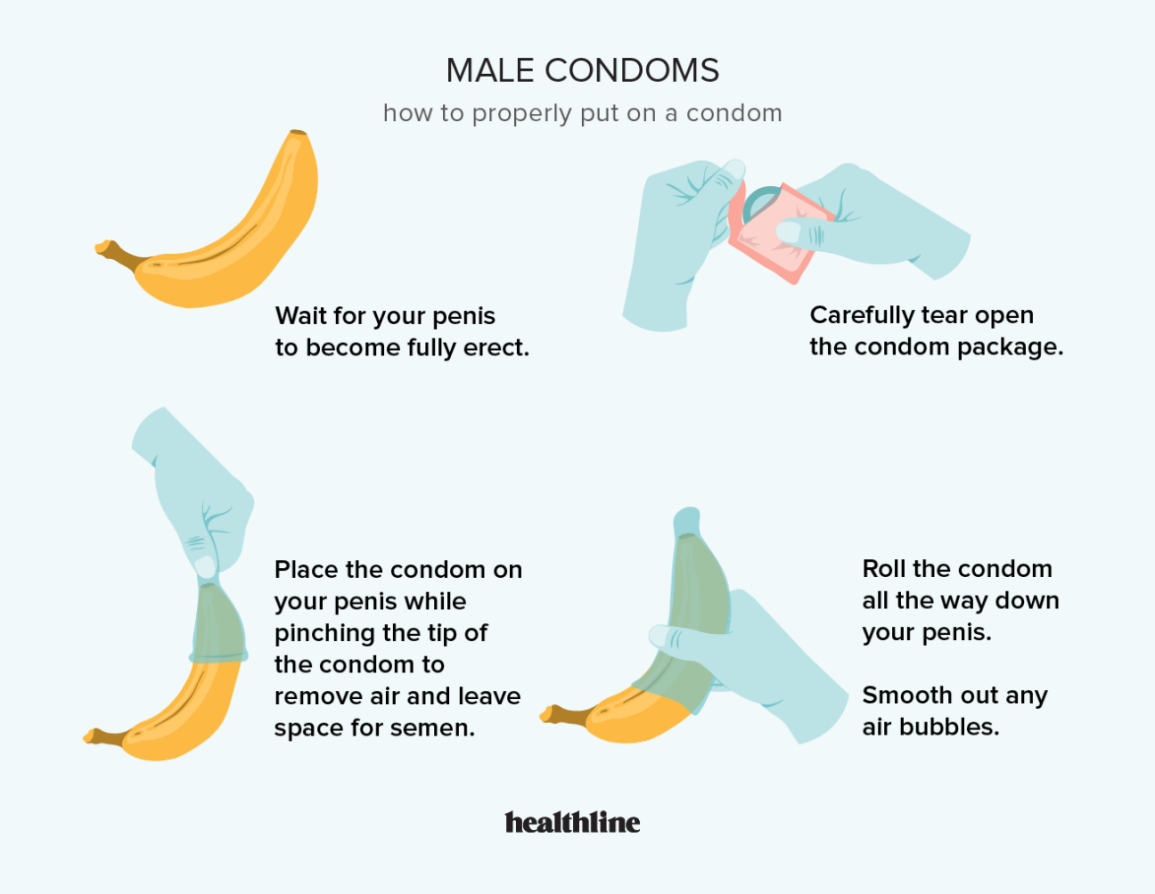 MALE CONDOMS
how to properly put on a condom
Wait for your penis
to become fully erect.
Carefully tear open
the condom package.
Place the condom on
your penis while
pinching the tip of
the condom to
remove air and leave
space for semen.
Roll the condom
all the way down
your penis.
Smooth out any
air bubbles.
healthline